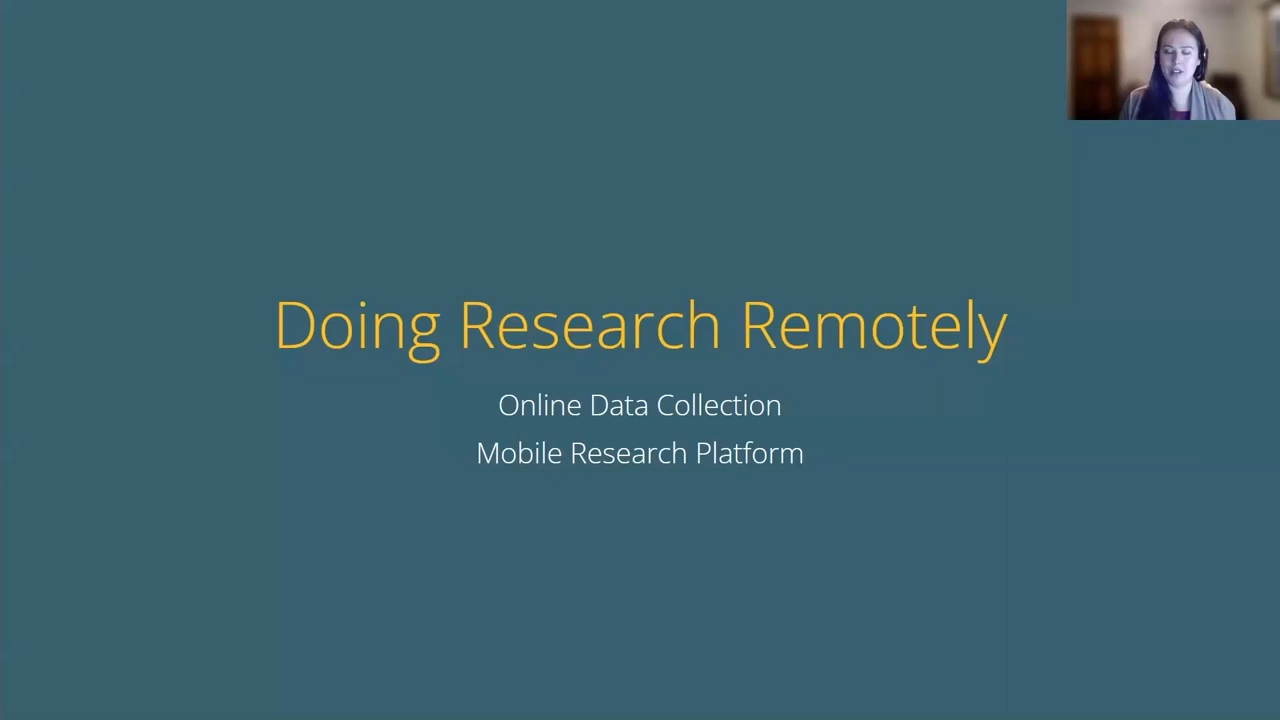 Doing Research Remotely
Online Data Collection
Mobile Research Platform